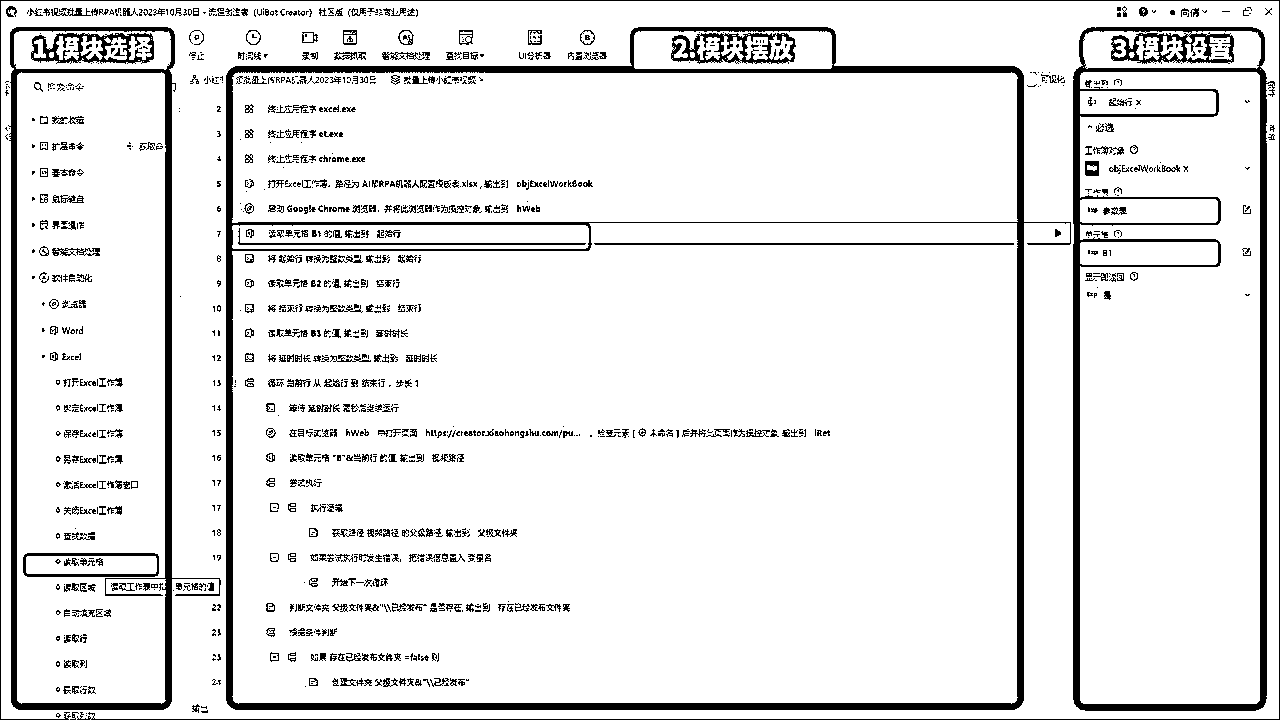 小红书视频批量上传RPA机器人2023年10月30日 - 流程创造者 (UiBot Creator) 社区版 (仅用于非商业用途)
1.模块选择
2.模块摆放
3.模块设置
停止
时间线
录制
数据抓取
智能文档处理
查找目标
UI分析器
内置浏览器
搜索命令
我的收藏
扩展命令
基本命令
鼠标键盘
界面操作
智能文档处理
软件自动化
浏览器
Word
Excel
打开Excel工作簿
绑定Excel工作簿
保存Excel工作簿
另存Excel工作簿
激活Excel工作簿窗口
关闭Excel工作簿
查找数据
读取单元格
读取区域
自动填充区域
读取行
读取列
获取行数
获取列数
频批量上传RPA机器人2023年10月30日 批量上传小红书视频
可视化
2 终止应用程序 excel.exe
3 终止应用程序 et.exe
4 终止应用程序 chrome.exe
5 打开Excel工作簿，路径为 AI帮RPA机器人配置模板表.xlsx , 输出到 objExcelWorkBook
6 启动 Google Chrome 浏览器，并将此浏览器作为操控对象, 输出到 hWeb
7 读取单元格 B1 的值, 输出到 起始行
8 将 起始行 转换为整数类型, 输出到 起始行
9 读取单元格 B2 的值, 输出到 结束行
10 将 结束行 转换为整数类型, 输出到 结束行
11 读取单元格 B3 的值, 输出到 延时时长
12 将 延时时长 转换为整数类型, 输出到 延时时长
13 循环 当前行 从 起始行 到 结束行 ，步长 1
14 等待 延时时长 毫秒后继续运行
15 在目标浏览器 hWeb 中打开页面 https://creator.xiaohongshu.com/pu... ，检查元素 [ 未命名 ] 后并将此页面作为操控对象, 输出到 iRet
16 读取单元格 "B"&当前行 的值, 输出到 视频路径
17 尝试执行
17 执行逻辑
18 获取路径 视频路径 的父级路径, 输出到 父级文件夹
19 如果尝试执行时发生错误，把错误信息置入 变量名
开始下一次循环
22 判断文件夹 父级文件夹&"\\已经发布" 是否存在, 输出到 存在已经发布文件夹
23 根据条件判断
23 如果 存在已经发布文件夹 =false 则
24 创建文件夹 父级文件夹&"\\已经发布"
输出
输出到
起始行 X
必选
工作簿对象
objExcelWorkBook X
工作表
Exp 参数表
单元格
Exp B1
显示即返回
Exp 是